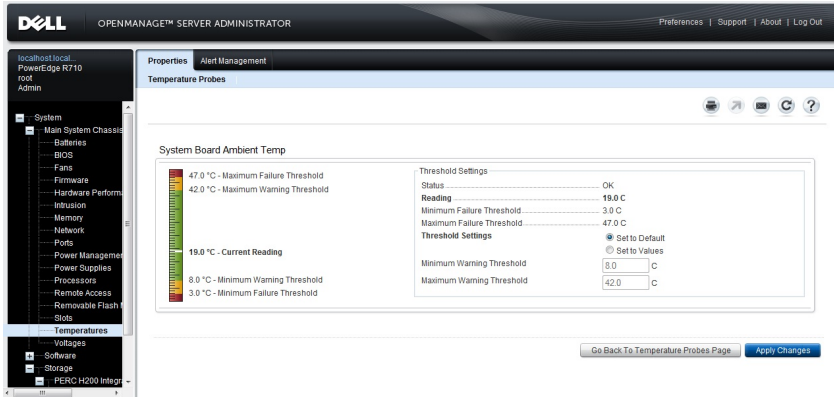 DELL OPENMANAGE™ SERVER ADMINISTRATOR
Preferences | Support | About | Log Out
localhost.local...
PowerEdge R710
root
Admin
System
Main System Chassis
Batteries
BIOS
Fans
Firmware
Hardware Performa
Intrusion
Memory
Network
Ports
Power Managemen
Power Supplies
Processors
Remote Access
Removable Flash M
Slots
Temperatures
Voltages
Software
Storage
PERC H200 Integr
Properties Alert Management
Temperature Probes
System Board Ambient Temp
47.0 °C - Maximum Failure Threshold
42.0 °C - Maximum Warning Threshold
19.0 °C - Current Reading
8.0 °C - Minimum Warning Threshold
3.0 °C - Minimum Failure Threshold
Threshold Settings
Status OK
Reading 19.0 C
Minimum Failure Threshold 3.0 C
Maximum Failure Threshold 47.0 C
Threshold Settings Set to Default
Set to Values
Minimum Warning Threshold 8.0 C
Maximum Warning Threshold 42.0 C
Go Back To Temperature Probes Page Apply Changes